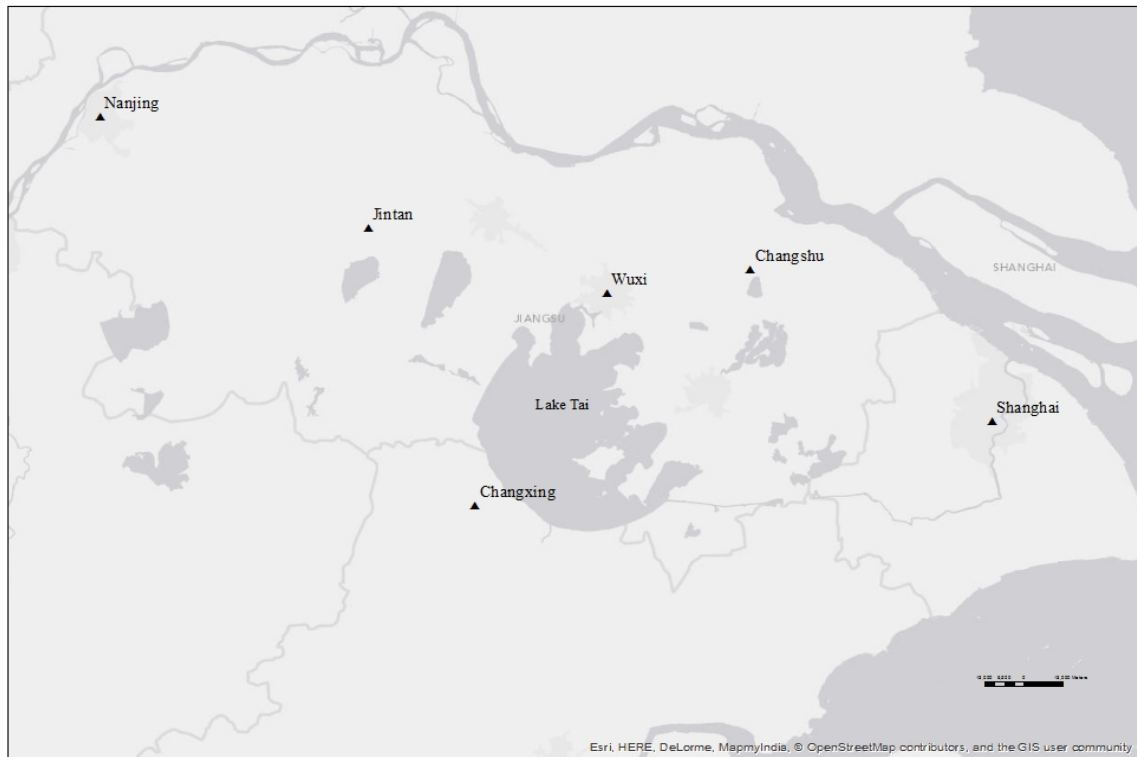 Nanjing
Jintan
Changshu
SHANGHAI
Wuxi
JIANGSU
Lake Tai
Shanghai
Changxing
Esri, HERE, DeLorme, MapmyIndia, © OpenStreetMap contributors, and the GIS user community